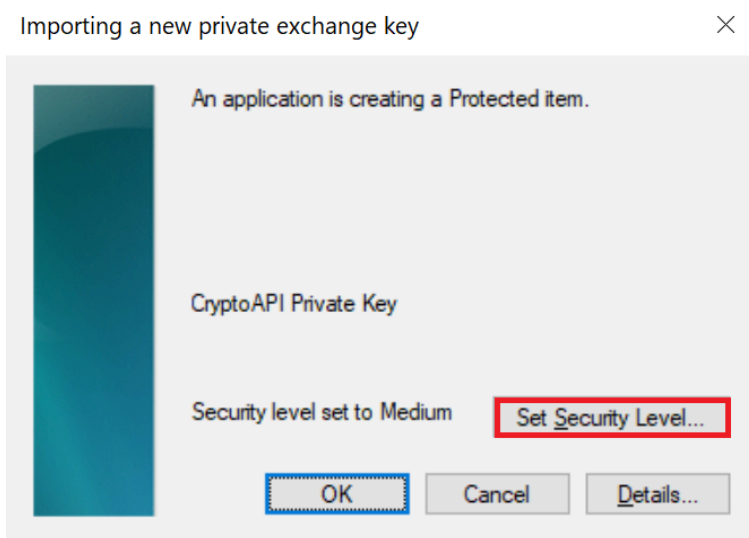 Importing a new private exchange key
An application is creating a Protected item.
CryptoAPI Private Key
Security level set to Medium
Set Security Level...
OK
Cancel
Details...